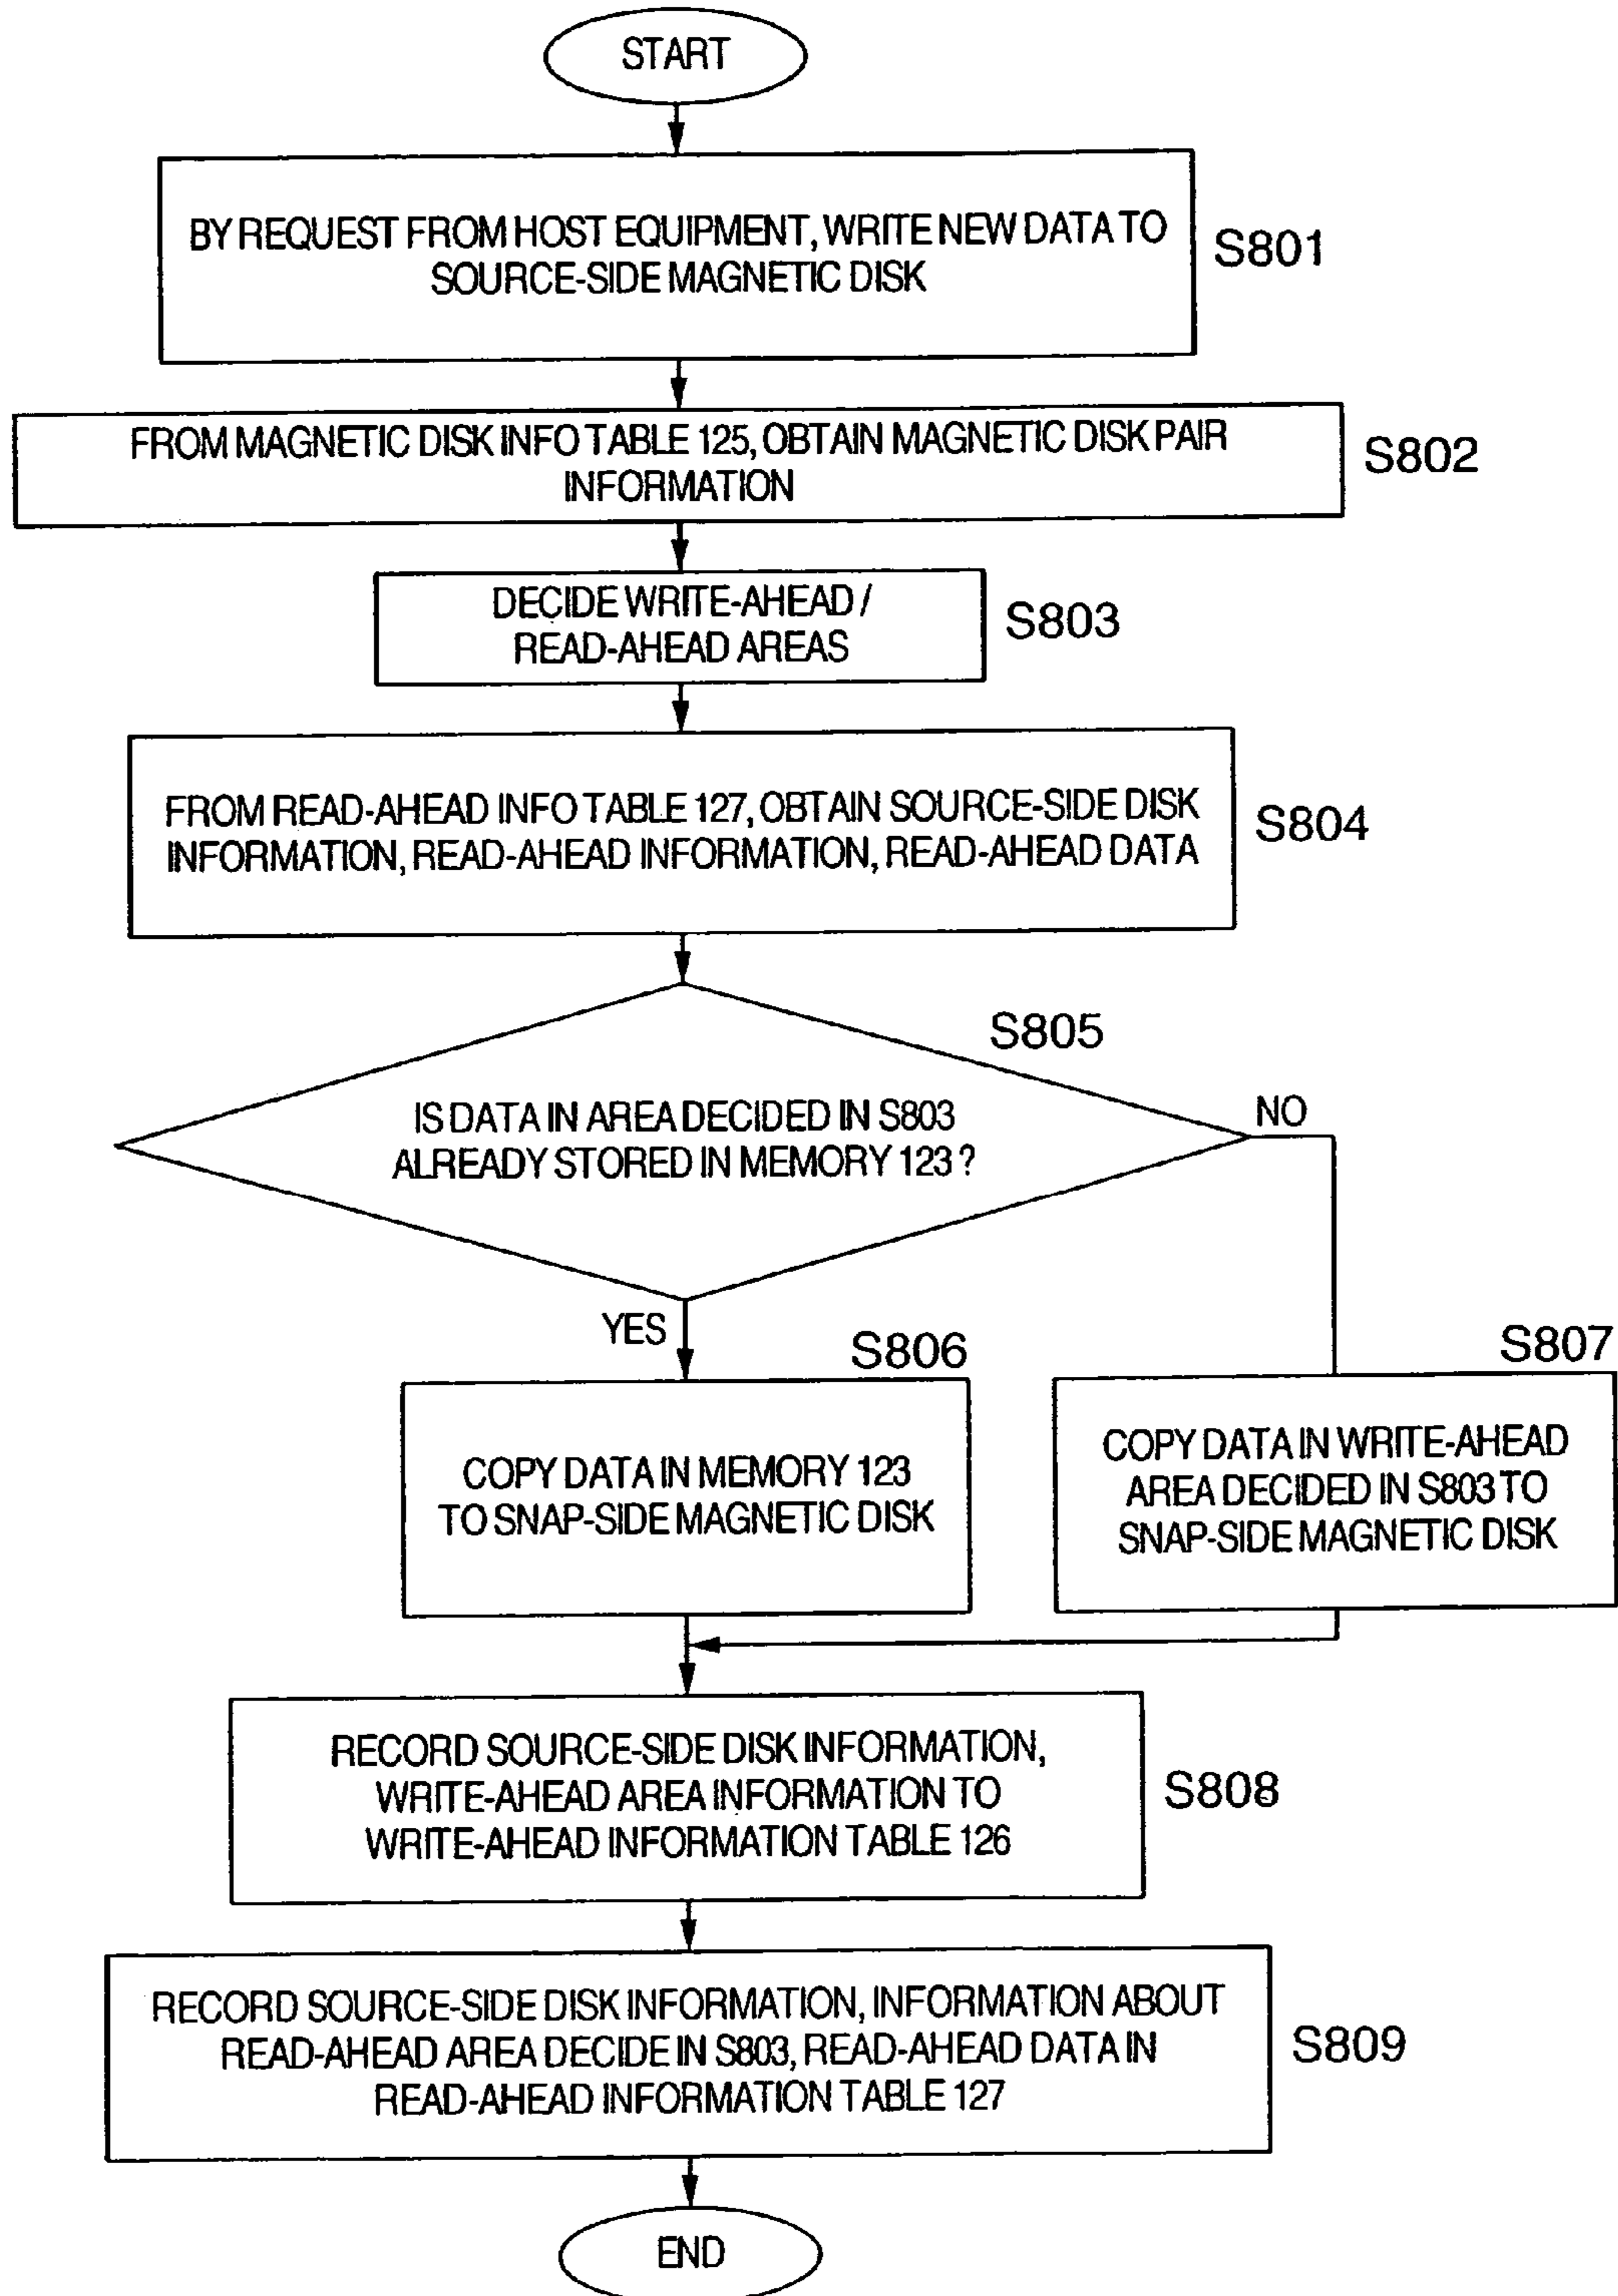 START
BY REQUEST FROM HOST EQUIPMENT, WRITE NEW DATA TO
SOURCE-SIDE MAGNETIC DISK
S801
FROM MAGNETIC DISK INFO TABLE 125, OBTAIN MAGNETIC DISK PAIR
INFORMATION
S802
DECIDE WRITE-AHEAD /
READ-AHEAD AREAS
S803
FROM READ-AHEAD INFO TABLE 127, OBTAIN SOURCE-SIDE DISK
INFORMATION, READ-AHEAD INFORMATION, READ-AHEAD DATA
S804
S805
IS DATA IN AREA DECIDED IN S803
ALREADY STORED IN MEMORY 123 ?
NO
YES
S806
COPY DATA IN MEMORY 123
TO SNAP-SIDE MAGNETIC DISK
S807
COPY DATA IN WRITE-AHEAD
AREA DECIDED IN S803 TO
SNAP-SIDE MAGNETIC DISK
RECORD SOURCE-SIDE DISK INFORMATION,
WRITE-AHEAD AREA INFORMATION TO
WRITE-AHEAD INFORMATION TABLE 126
S808
RECORD SOURCE-SIDE DISK INFORMATION, INFORMATION ABOUT
READ-AHEAD AREA DECIDE IN S803, READ-AHEAD DATA IN
READ-AHEAD INFORMATION TABLE 127
S809
END